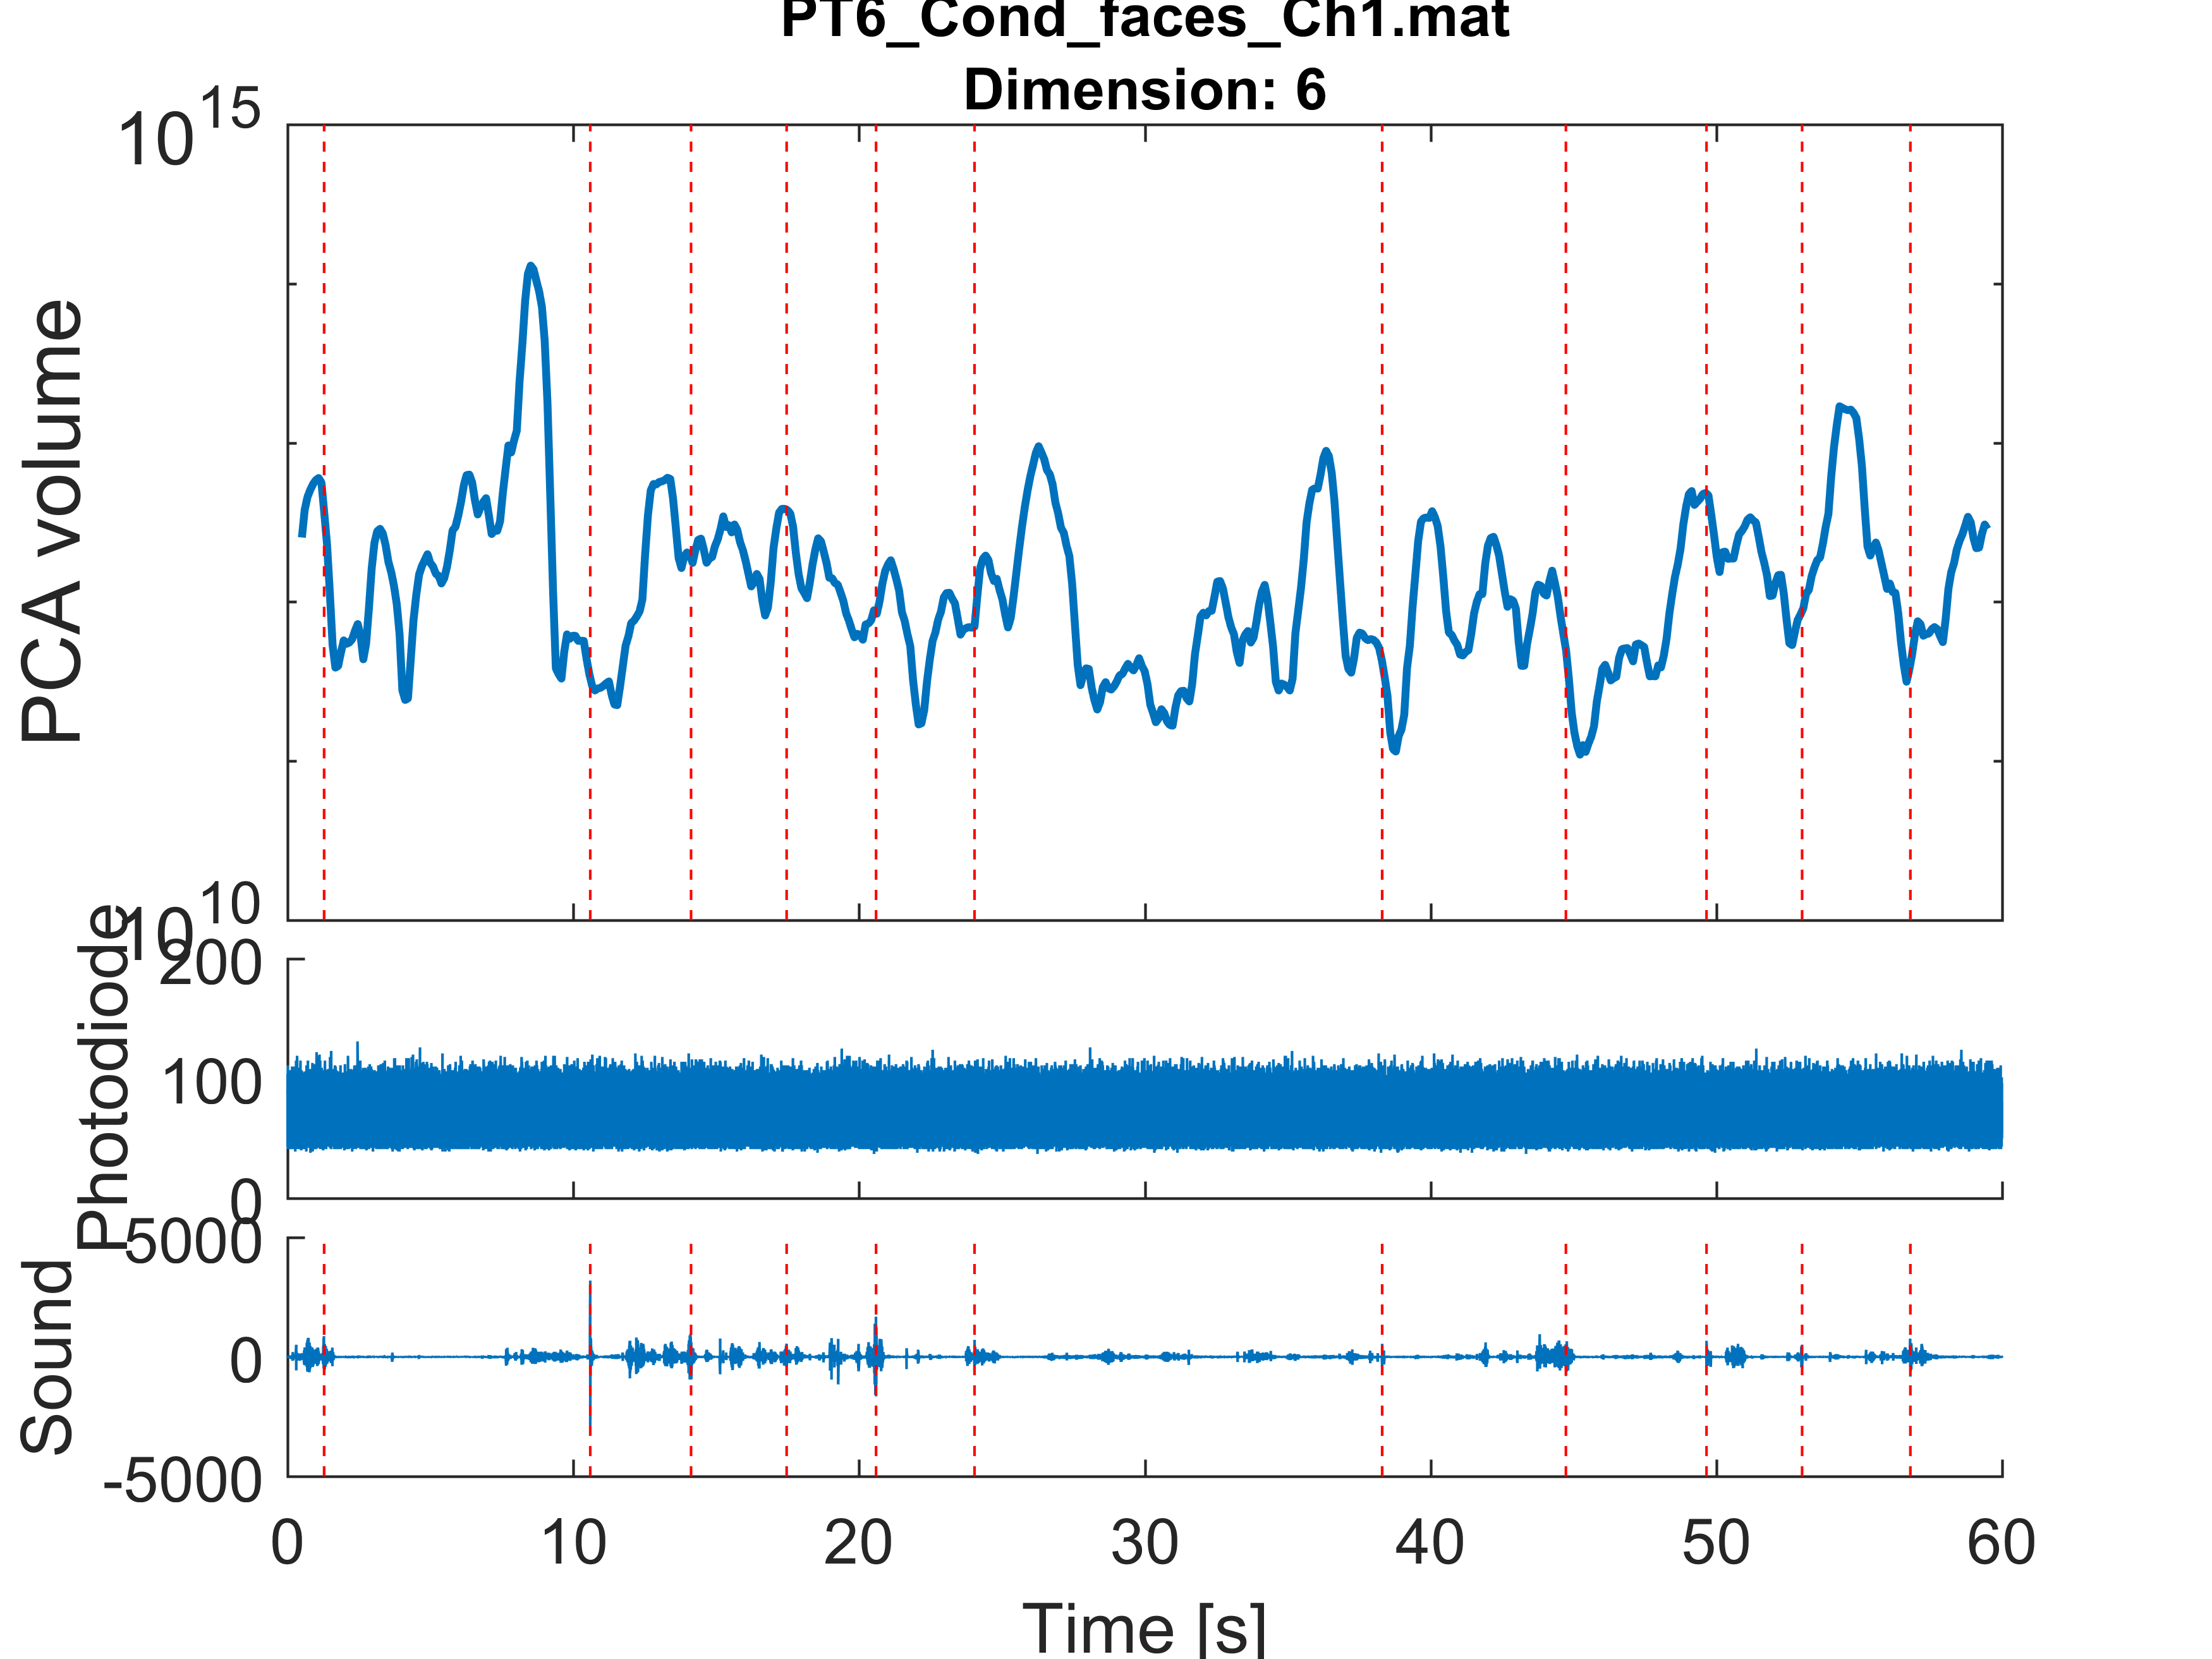 PT6_Cond_faces_Ch1.mat
Dimension: 6
10^15
PCA volume
10^10
200
Photodiode
100
0
5000
Sound
0
-5000
0 10 20 30 40 50 60
Time [s]